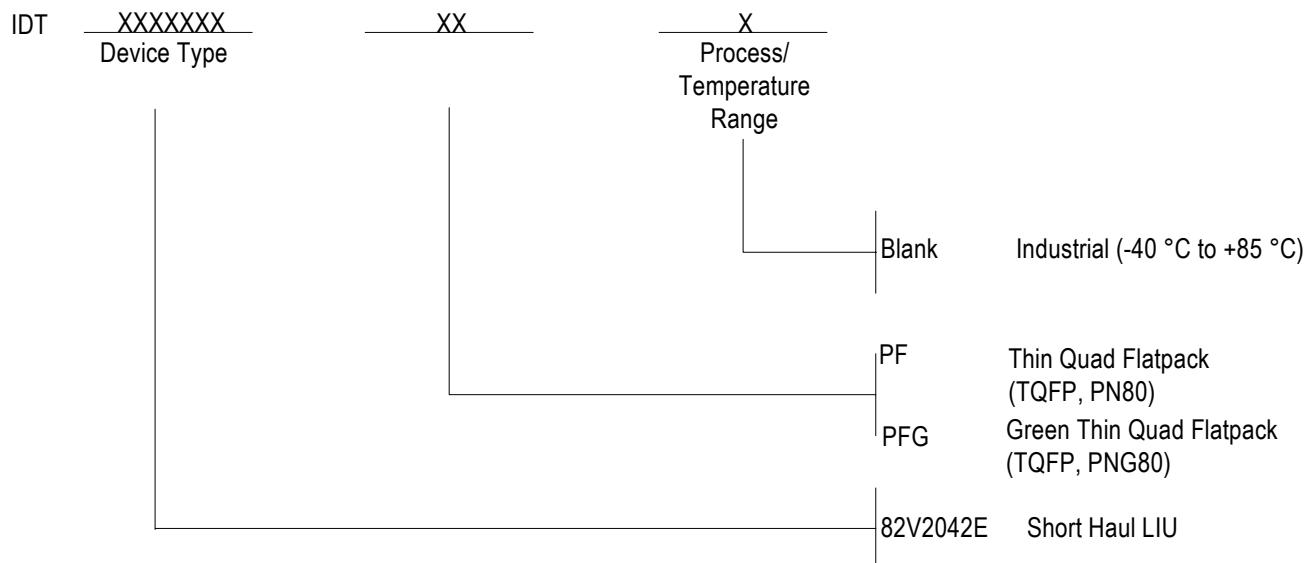 IDT XXXXXXX XX X
Device Type
Process/
Temperature
Range
Blank Industrial (-40 °C to +85 °C)
PF Thin Quad Flatpack
(TQFP, PN80)
PFG Green Thin Quad Flatpack
(TQFP, PNG80)
82V2042E Short Haul LIU